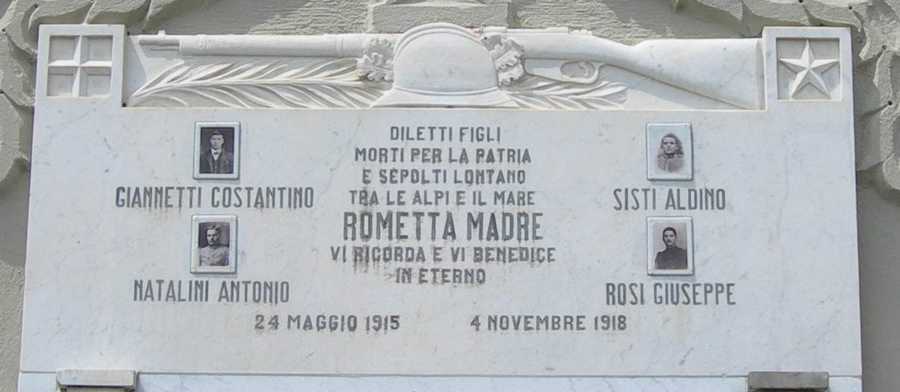 DILETTI FIGLI
MORTI PER LA PATRIA
E SEPOLTI LONTANO
TRA LE ALPI E IL MARE
ROMETTA MADRE
VI RICORDA E VI BENEDICE
IN ETERNO
GIANNETTI COSTANTINO
SISTI ALDINO
NATALINI ANTONIO
ROSI GIUSEPPE
24 MAGGIO 1915
4 NOVEMBRE 1918